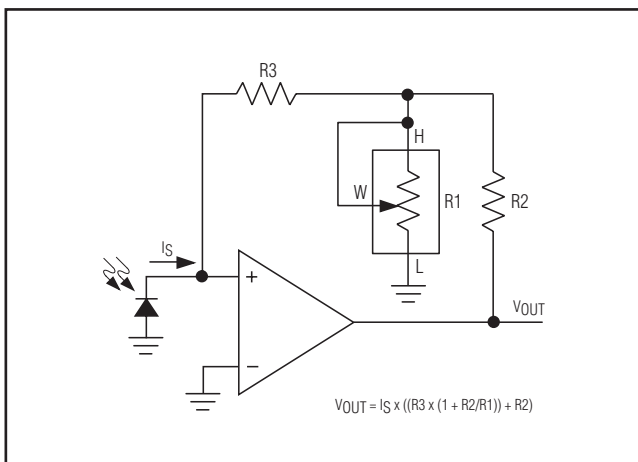 R3
H
W
R1
R2
L
IS
+
−
VOUT
VOUT = IS x ((R3 x (1 + R2/R1)) + R2)